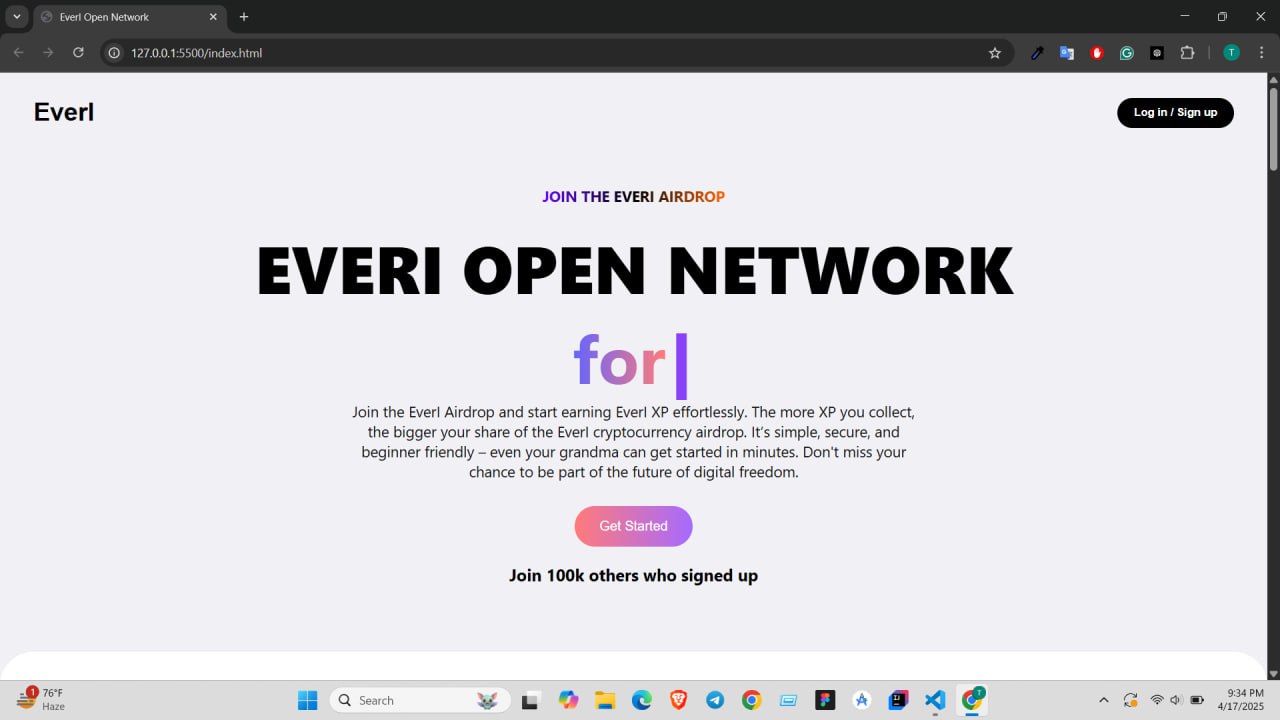 Everl Open Network
127.0.0.1:5500/index.html
T
Everl
Log in / Sign up
JOIN THE EVERI AIRDROP
EVERI OPEN NETWORK
for
Join the Everl Airdrop and start earning Everl XP effortlessly. The more XP you collect,
the bigger your share of the Everl cryptocurrency airdrop. It’s simple, secure, and
beginner friendly – even your grandma can get started in minutes. Don't miss your
chance to be part of the future of digital freedom.
Get Started
Join 100k others who signed up
1
76°F
Haze
Search
T
9:34 PM
4/17/2025